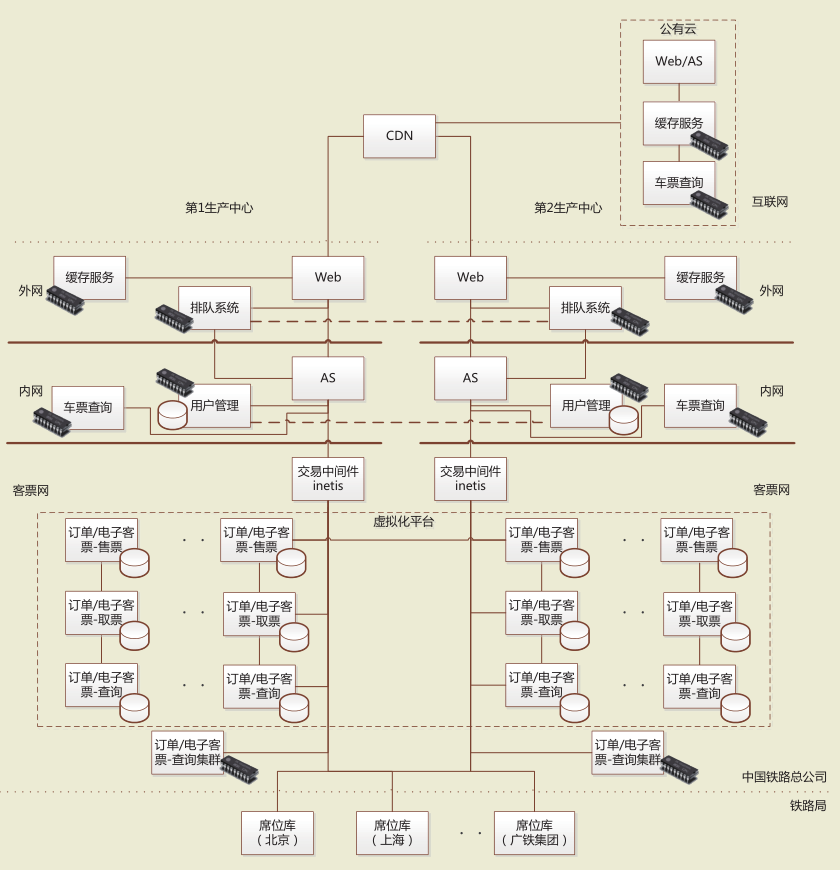 公有云
Web/AS
缓存服务
车票查询
CDN
互联网
第1生产中心
第2生产中心
缓存服务
Web
Web
缓存服务
外网
排队系统
排队系统
外网
AS
AS
内网
车票查询
用户管理
用户管理
车票查询
内网
交易中间件
inetis
交易中间件
inetis
客票网
客票网
虚拟化平台
订单/电子客
票-售票
订单/电子客
票-售票
订单/电子客
票-售票
订单/电子客
票-售票
订单/电子客
票-取票
订单/电子客
票-取票
订单/电子客
票-取票
订单/电子客
票-取票
订单/电子客
票-查询
订单/电子客
票-查询
订单/电子客
票-查询
订单/电子客
票-查询
订单/电子客
票-查询集群
订单/电子客
票-查询集群
中国铁路总公司
铁路局
席位库
（北京）
席位库
（上海）
席位库
（广铁集团）